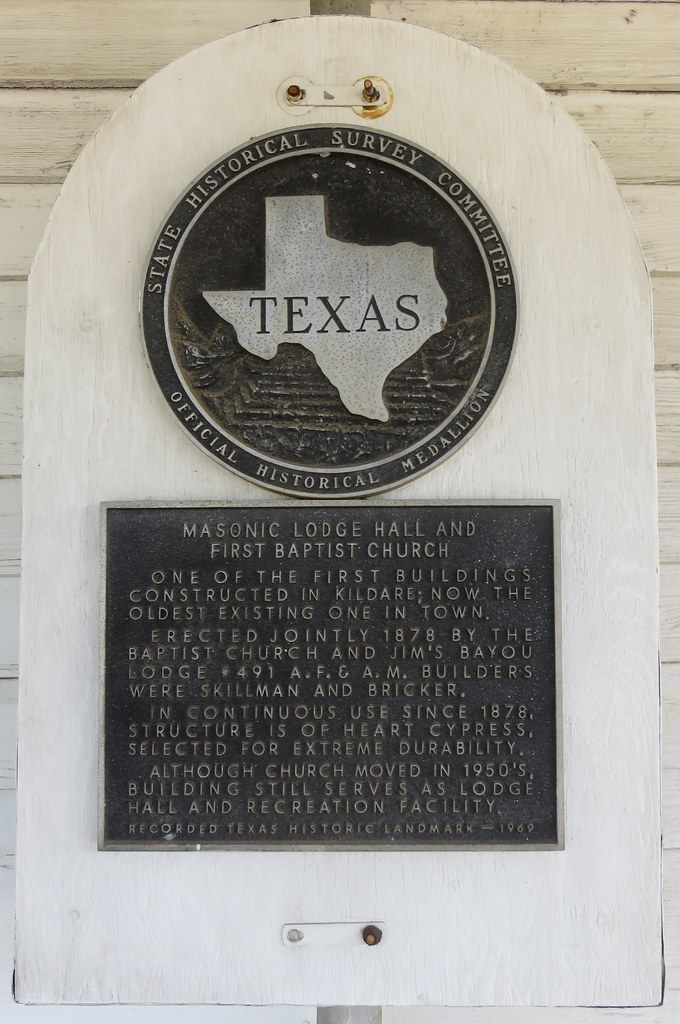 STATE HISTORICAL SURVEY COMMITTEE
TEXAS
OFFICIAL HISTORICAL MEDALLION
MASONIC LODGE HALL AND
FIRST BAPTIST CHURCH
ONE OF THE FIRST BUILDINGS
CONSTRUCTED IN KILDARE; NOW THE
OLDEST EXISTING ONE IN TOWN.
ERECTED JOINTLY 1878 BY THE
BAPTIST CHURCH AND JIM'S BAYOU
LODGE #491 A.F. & A.M. BUILDERS
WERE SKILLMAN AND BRICKER.
IN CONTINUOUS USE SINCE 1878,
STRUCTURE IS OF HEART CYPRESS,
SELECTED FOR EXTREME DURABILITY.
ALTHOUGH CHURCH MOVED IN 1950'S,
BUILDING STILL SERVES AS LODGE
HALL AND RECREATION FACILITY.
RECORDED TEXAS HISTORIC LANDMARK — 1969